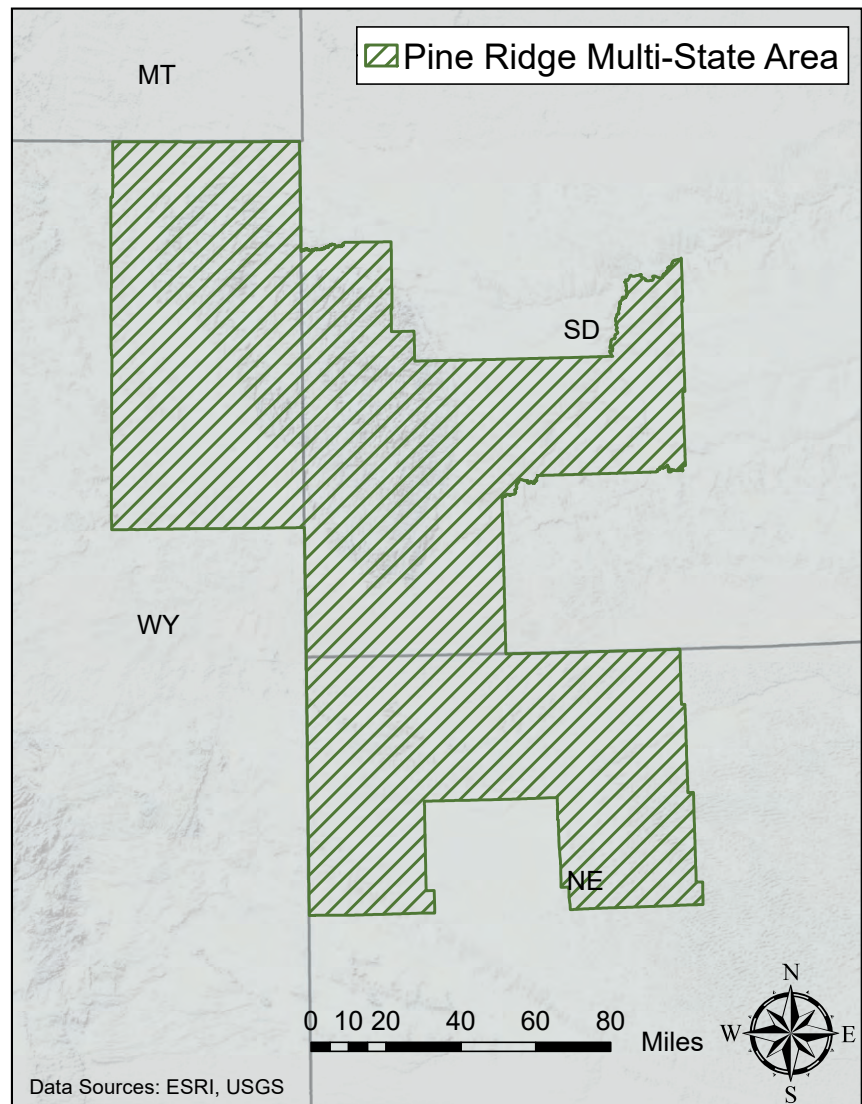 MT
Pine Ridge Multi-State Area
SD
WY
NE
0 10 20 40 60 80
Miles
N
W E
S
Data Sources: ESRI, USGS